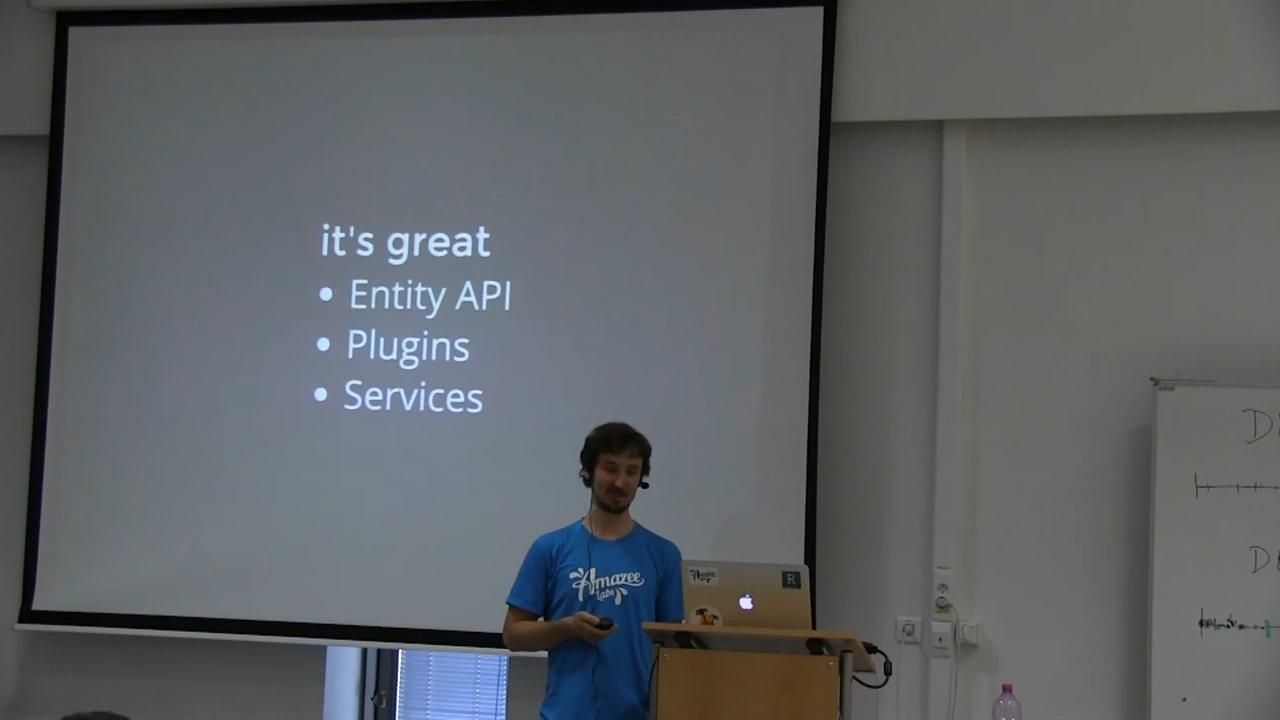 it's great
• Entity API
• Plugins
• Services
Amazee
Labs
R
D
D